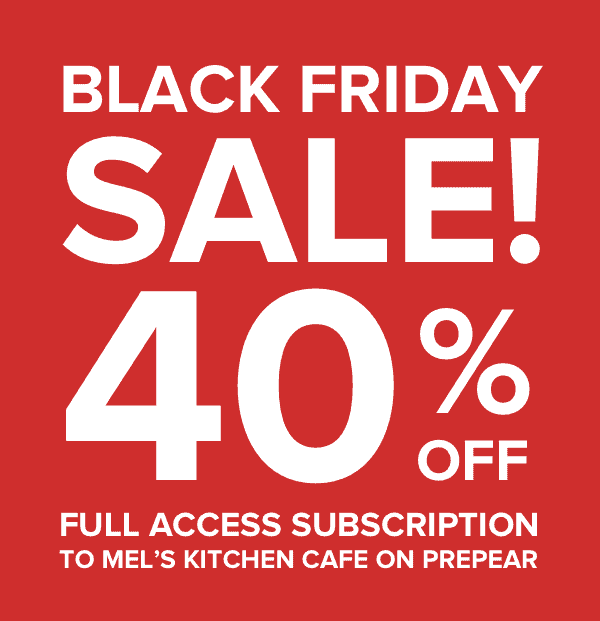 BLACK FRIDAY
SALE!
40%
OFF
FULL ACCESS SUBSCRIPTION
TO MEL'S KITCHEN CAFE ON PREPEAR